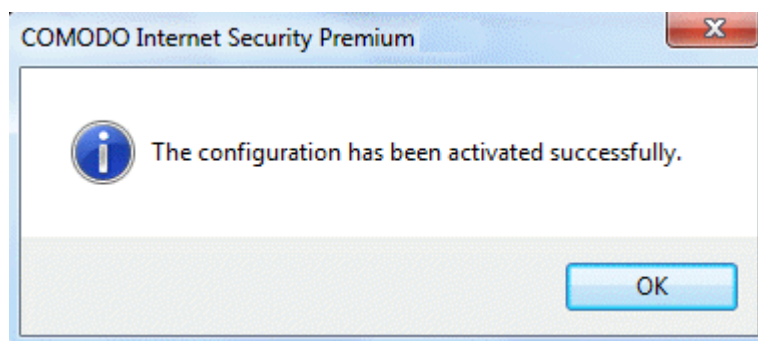 COMODO Internet Security Premium
The configuration has been activated successfully.
OK